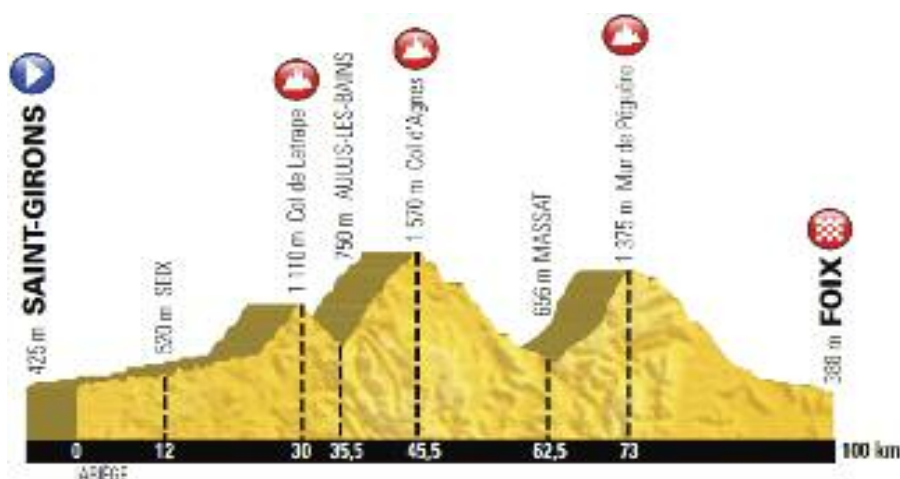 425 m SAINT-GIRONS
520 m SEIX
1 110 m Col de Latrape
750 m AULUS-LES-BAINS
1 570 m Col d'Agnes
656 m MASSAT
1 375 m Mur de Péguère
388 m FOIX
0
12
30
35,5
45,5
62,5
73
100 km
ARIÈGE